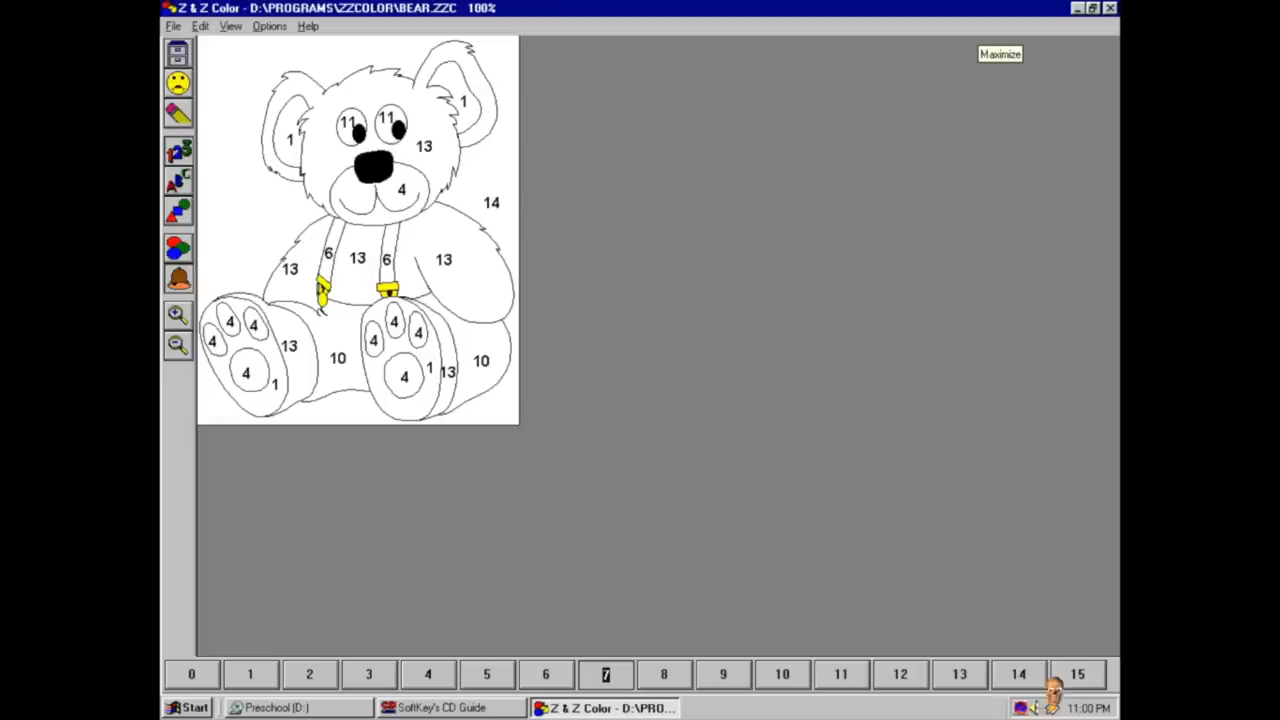 Z & Z Color - D:\PROGRAMS\ZZCOLOR\BEAR.ZZC 100%
File Edit View Options Help
Maximize
1
11 11
1
13
4
14
6 13 6 13
13
4 4 4 4
4 4
13
10 10
4 1 4 1 13
123
ABC
0 1 2 3 4 5 6 7 8 9 10 11 12 13 14 15
Start Preschool (D:) SoftKey's CD Guide Z & Z Color - D:\PRO... 11:00 PM